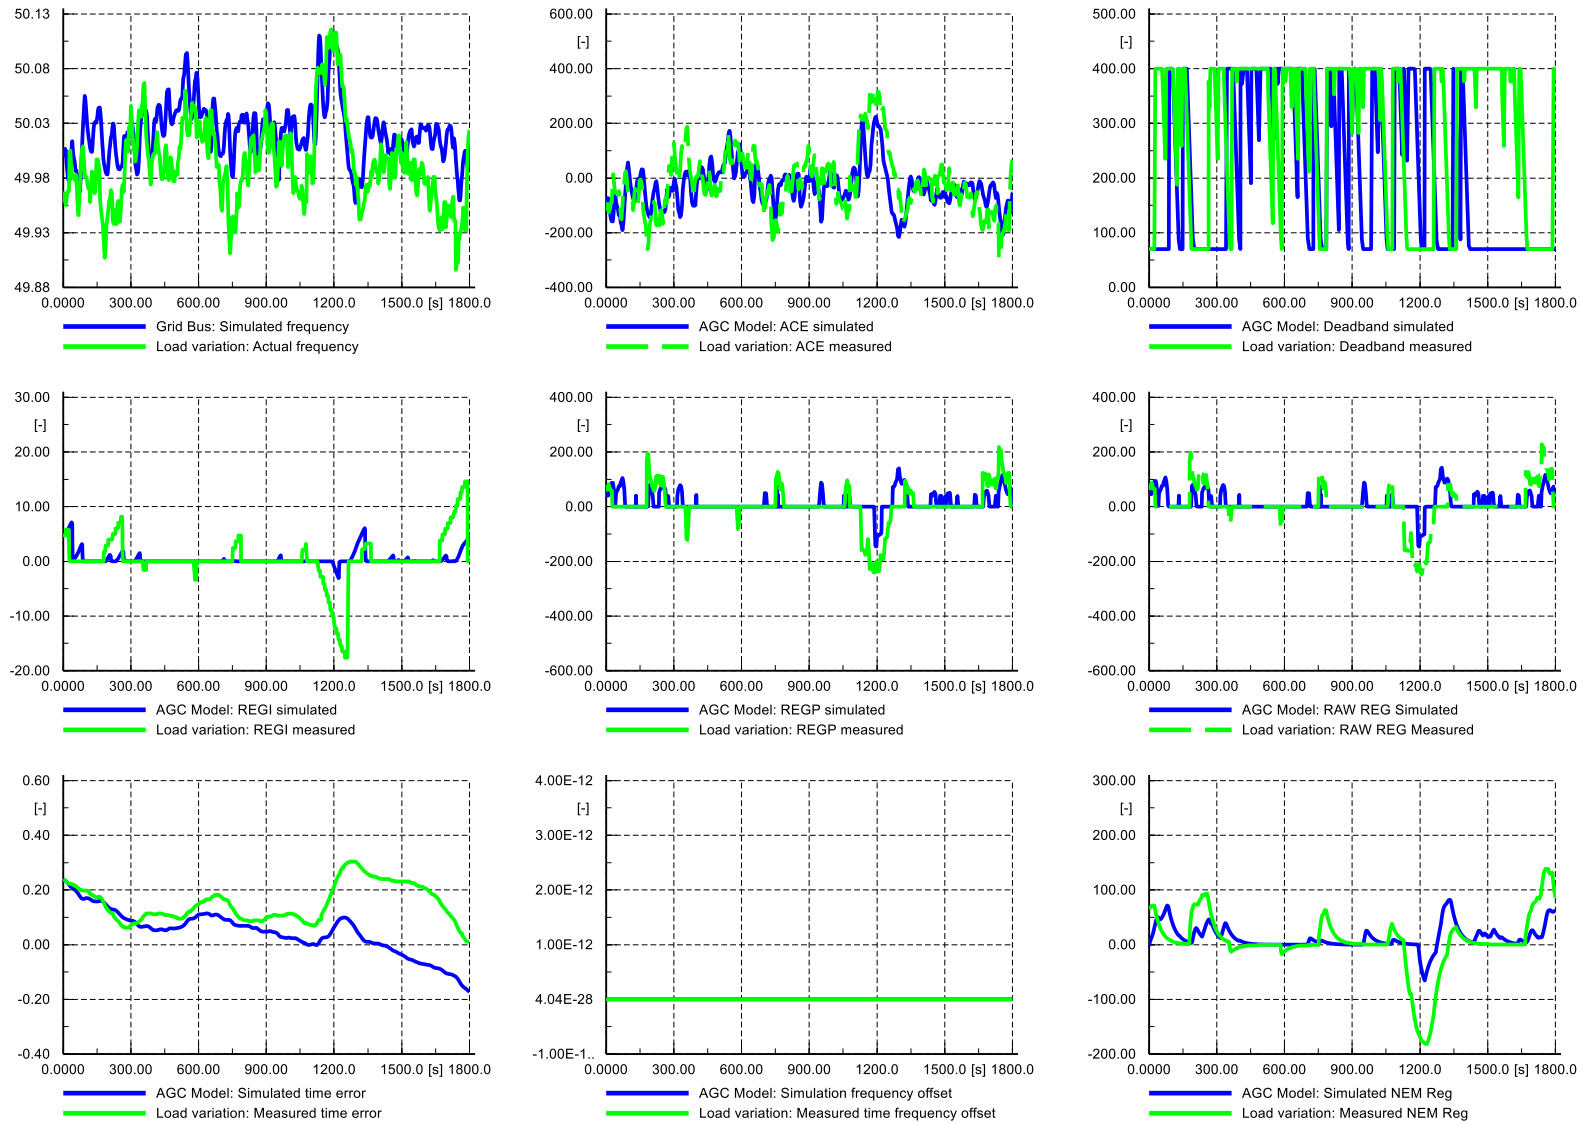 50.13
50.08
50.03
49.98
49.93
49.88
0.0000 300.00 600.00 900.00 1200.0 1500.0 [s] 1800.0
Grid Bus: Simulated frequency
Load variation: Actual frequency
600.00
[-]
400.00
200.00
0.00
-200.00
-400.00
0.0000 300.00 600.00 900.00 1200.0 1500.0 [s] 1800.0
AGC Model: ACE simulated
Load variation: ACE measured
500.00
[-]
400.00
300.00
200.00
100.00
0.00
0.0000 300.00 600.00 900.00 1200.0 1500.0 [s] 1800.0
AGC Model: Deadband simulated
Load variation: Deadband measured
30.00
[-]
20.00
10.00
0.00
-10.00
-20.00
0.0000 300.00 600.00 900.00 1200.0 1500.0 [s] 1800.0
AGC Model: REGI simulated
Load variation: REGI measured
400.00
[-]
200.00
0.00
-200.00
-400.00
-600.00
0.0000 300.00 600.00 900.00 1200.0 1500.0 [s] 1800.0
AGC Model: REGP simulated
Load variation: REGP measured
400.00
[-]
200.00
0.00
-200.00
-400.00
-600.00
0.0000 300.00 600.00 900.00 1200.0 1500.0 [s] 1800.0
AGC Model: RAW REG Simulated
Load variation: RAW REG Measured
0.60
[-]
0.40
0.20
0.00
-0.20
-0.40
0.0000 300.00 600.00 900.00 1200.0 1500.0 [s] 1800.0
AGC Model: Simulated time error
Load variation: Measured time error
4.00E-12
[-]
3.00E-12
2.00E-12
1.00E-12
4.04E-28
-1.00E-1..
0.0000 300.00 600.00 900.00 1200.0 1500.0 [s] 1800.0
AGC Model: Simulation frequency offset
Load variation: Measured time frequency offset
300.00
[-]
200.00
100.00
0.00
-100.00
-200.00
0.0000 300.00 600.00 900.00 1200.0 1500.0 [s] 1800.0
AGC Model: Simulated NEM Reg
Load variation: Measured NEM Reg